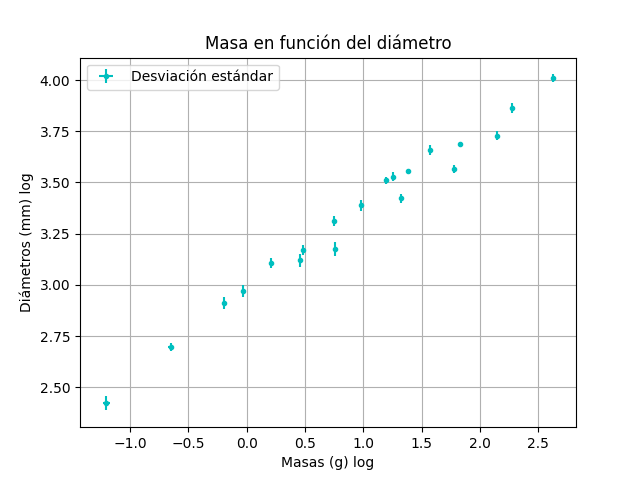 Masa en función del diámetro
Desviación estándar
4.00
3.75
3.50
3.25
3.00
2.75
2.50
Diámetros (mm) log
−1.0 −0.5 0.0 0.5 1.0 1.5 2.0 2.5
Masas (g) log